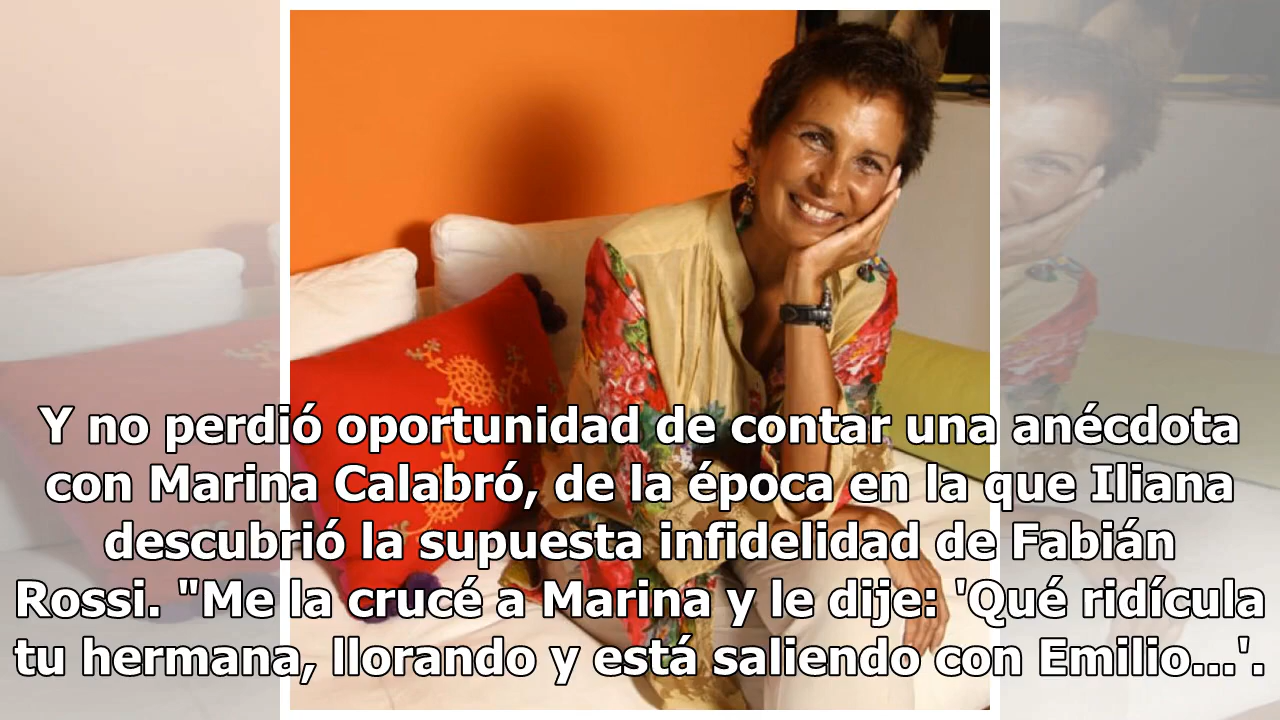 Y no perdió oportunidad de contar una anécdota
con Marina Calabró, de la época en la que Iliana
descubrió la supuesta infidelidad de Fabián
Rossi. "Me la crucé a Marina y le dije: 'Qué ridícula
tu hermana, llorando y está saliendo con Emilio...'.